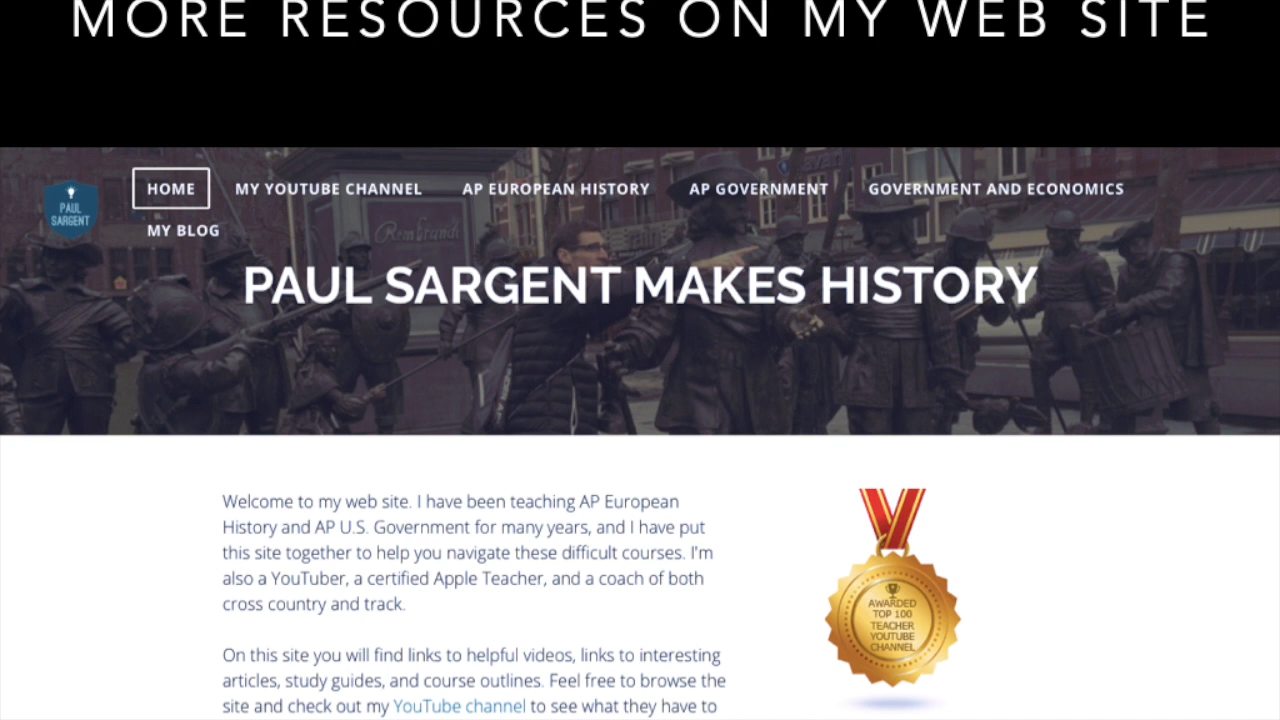 MORE RESOURCES ON MY WEB SITE
PAUL
SARGENT
HOME
MY YOUTUBE CHANNEL
AP EUROPEAN HISTORY
AP GOVERNMENT
GOVERNMENT AND ECONOMICS
MY BLOG
Rembrandt
PAUL SARGENT MAKES HISTORY
Welcome to my web site. I have been teaching AP European
History and AP U.S. Government for many years, and I have put
this site together to help you navigate these difficult courses. I'm
also a YouTuber, a certified Apple Teacher, and a coach of both
cross country and track.
On this site you will find links to helpful videos, links to interesting
articles, study guides, and course outlines. Feel free to browse the
site and check out my YouTube channel to see what they have to
AWARDED
TOP 100
TEACHER
YOUTUBE
CHANNEL